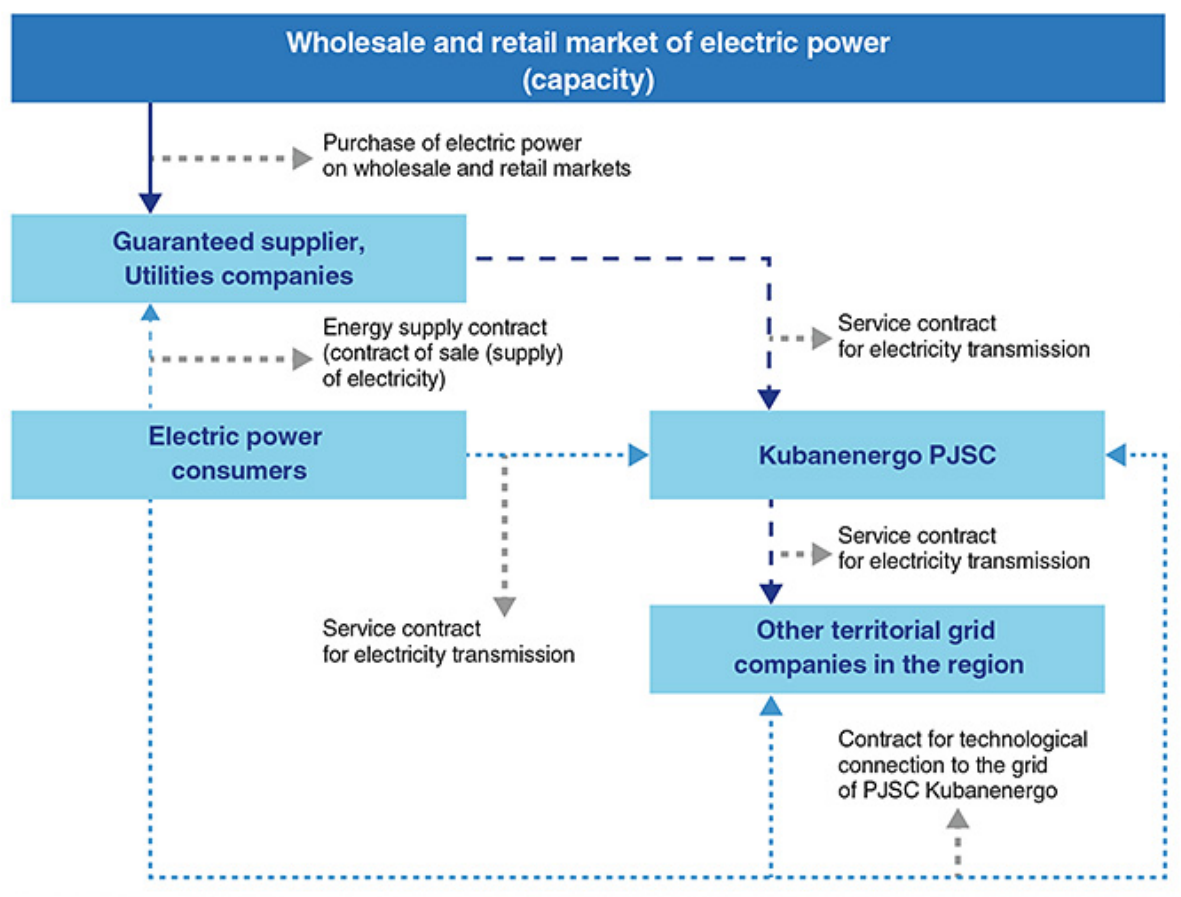 Wholesale and retail market of electric power
(capacity)
Purchase of electric power
on wholesale and retail markets
Guaranteed supplier,
Utilities companies
Energy supply contract
(contract of sale (supply)
of electricity)
Service contract
for electricity transmission
Electric power
consumers
Kubanenergo PJSC
Service contract
for electricity transmission
Service contract
for electricity transmission
Other territorial grid
companies in the region
Contract for technological
connection to the grid
of PJSC Kubanenergo